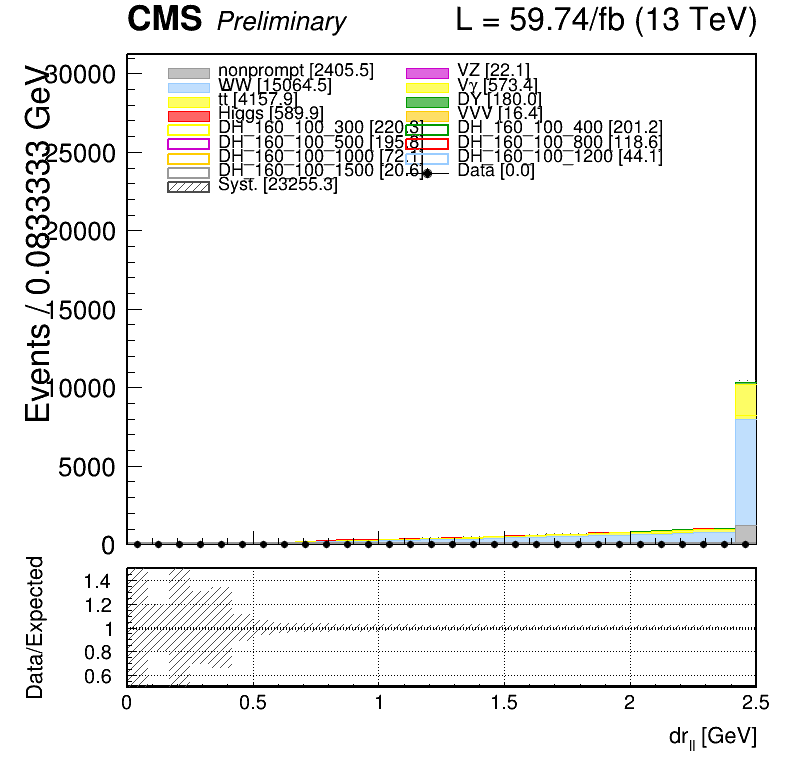 CMS Preliminary L = 59.74/fb (13 TeV)
Events / 0.0833333 GeV
30000
25000
20000
15000
10000
5000
0
nonprompt [2405.5] VZ [22.1]
WW [15064.5] Vγ [573.4]
tt [4157.9] DY [180.0]
Higgs [589.9] VVV [16.4]
DH_160_100_300 [220.3] DH_160_100_400 [201.2]
DH_160_100_500 [195.8] DH_160_100_800 [118.6]
DH_160_100_1000 [72.1] DH_160_100_1200 [44.1]
DH_160_100_1500 [20.6] Data [0.0]
Syst. [23255.3]
Data/Expected
1.4
1.2
1
0.8
0.6
0 0.5 1 1.5 2 2.5
dr_ll [GeV]